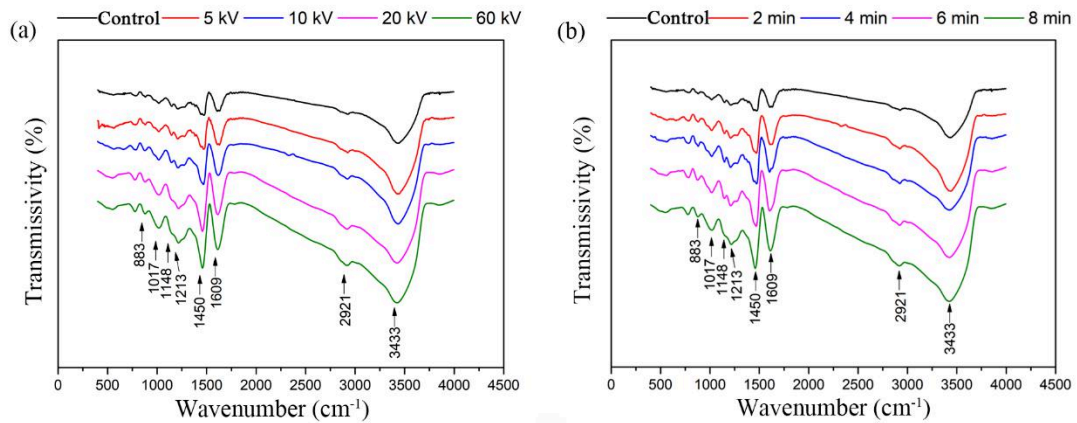 (a)
Control 5 kV 10 kV 20 kV 60 kV
Transmissivity (%)
883
1017
1148
1213
1450
1609
2921
3433
0 500 1000 1500 2000 2500 3000 3500 4000 4500
Wavenumber (cm⁻¹)
(b)
Control 2 min 4 min 6 min 8 min
Transmissivity (%)
883
1017
1148
1213
1450
1609
2921
3433
0 500 1000 1500 2000 2500 3000 3500 4000 4500
Wavenumber (cm⁻¹)